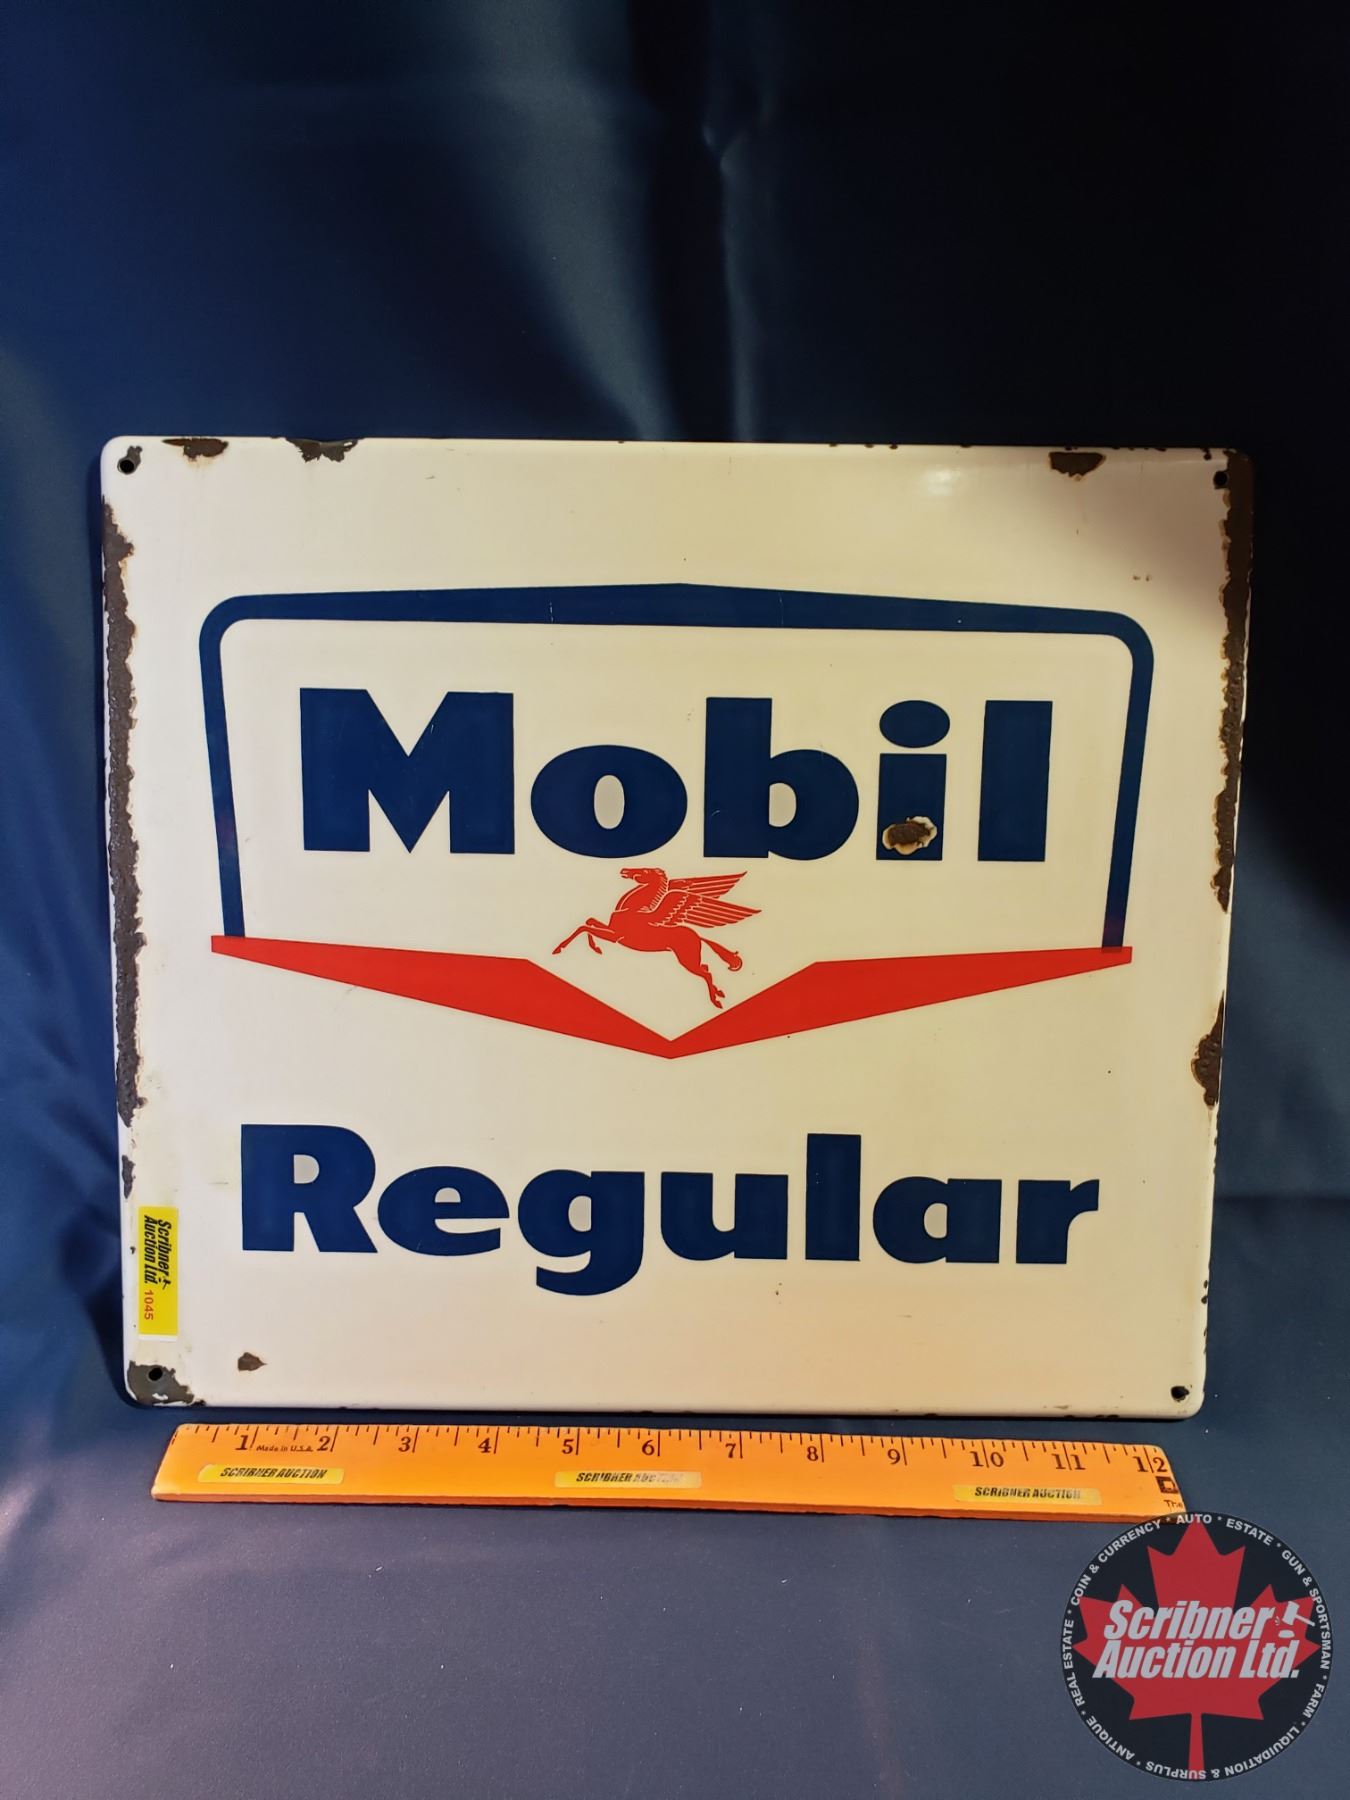 Mobil
Regular
Scribner
Auction Ltd. 1045
1 Made in U.S.A. 2 3 4 5 6 7 8 9 10 11 12
SCRIBNER AUCTION SCRIBNER AUCTION SCRIBNER AUCTION
The
COIN & CURRENCY * AUTO * ESTATE * GUN & SPORTSMAN * FARM * LIQUIDATION & SURPLUS * ANTIQUE * REAL ESTATE *
Scribner
Auction Ltd.